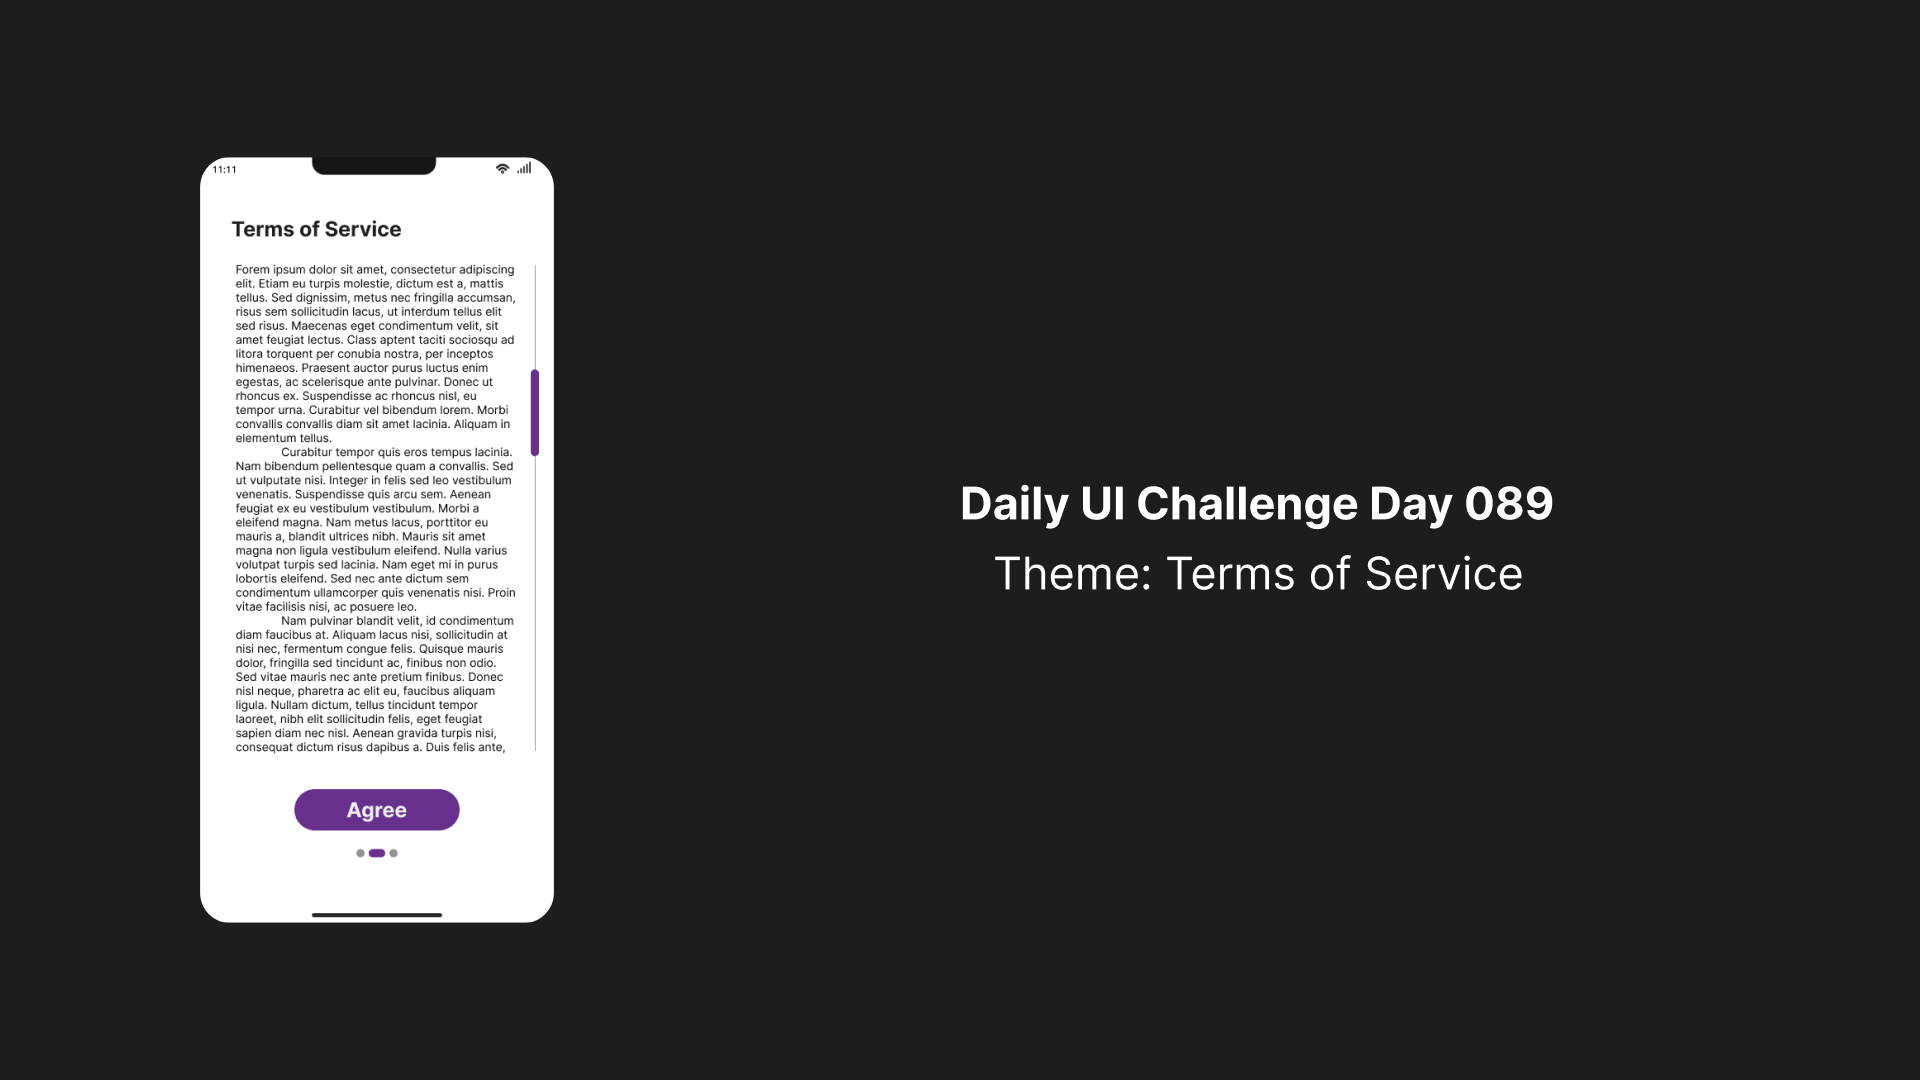 11:11
Terms of Service
Forem ipsum dolor sit amet, consectetur adipiscing
elit. Etiam eu turpis molestie, dictum est a, mattis
tellus. Sed dignissim, metus nec fringilla accumsan,
risus sem sollicitudin lacus, ut interdum tellus elit
sed risus. Maecenas eget condimentum velit, sit
amet feugiat lectus. Class aptent taciti sociosqu ad
litora torquent per conubia nostra, per inceptos
himenaeos. Praesent auctor purus luctus enim
egestas, ac scelerisque ante pulvinar. Donec ut
rhoncus ex. Suspendisse ac rhoncus nisl, eu
tempor urna. Curabitur vel bibendum lorem. Morbi
convallis convallis diam sit amet lacinia. Aliquam in
elementum tellus.
Curabitur tempor quis eros tempus lacinia.
Nam bibendum pellentesque quam a convallis. Sed
ut vulputate nisi. Integer in felis sed leo vestibulum
venenatis. Suspendisse quis arcu sem. Aenean
feugiat ex eu vestibulum vestibulum. Morbi a
eleifend magna. Nam metus lacus, porttitor eu
mauris a, blandit ultrices nibh. Mauris sit amet
magna non ligula vestibulum eleifend. Nulla varius
volutpat turpis sed lacinia. Nam eget mi in purus
lobortis eleifend. Sed nec ante dictum sem
condimentum ullamcorper quis venenatis nisi. Proin
vitae facilisis nisi, ac posuere leo.
Nam pulvinar blandit velit, id condimentum
diam faucibus at. Aliquam lacus nisi, sollicitudin at
nisi nec, fermentum congue felis. Quisque mauris
dolor, fringilla sed tincidunt ac, finibus non odio.
Sed vitae mauris nec ante pretium finibus. Donec
nisl neque, pharetra ac elit eu, faucibus aliquam
ligula. Nullam dictum, tellus tincidunt tempor
laoreet, nibh elit sollicitudin felis, eget feugiat
sapien diam nec nisl. Aenean gravida turpis nisi,
consequat dictum risus dapibus a. Duis felis ante,
Agree
Daily UI Challenge Day 089
Theme: Terms of Service